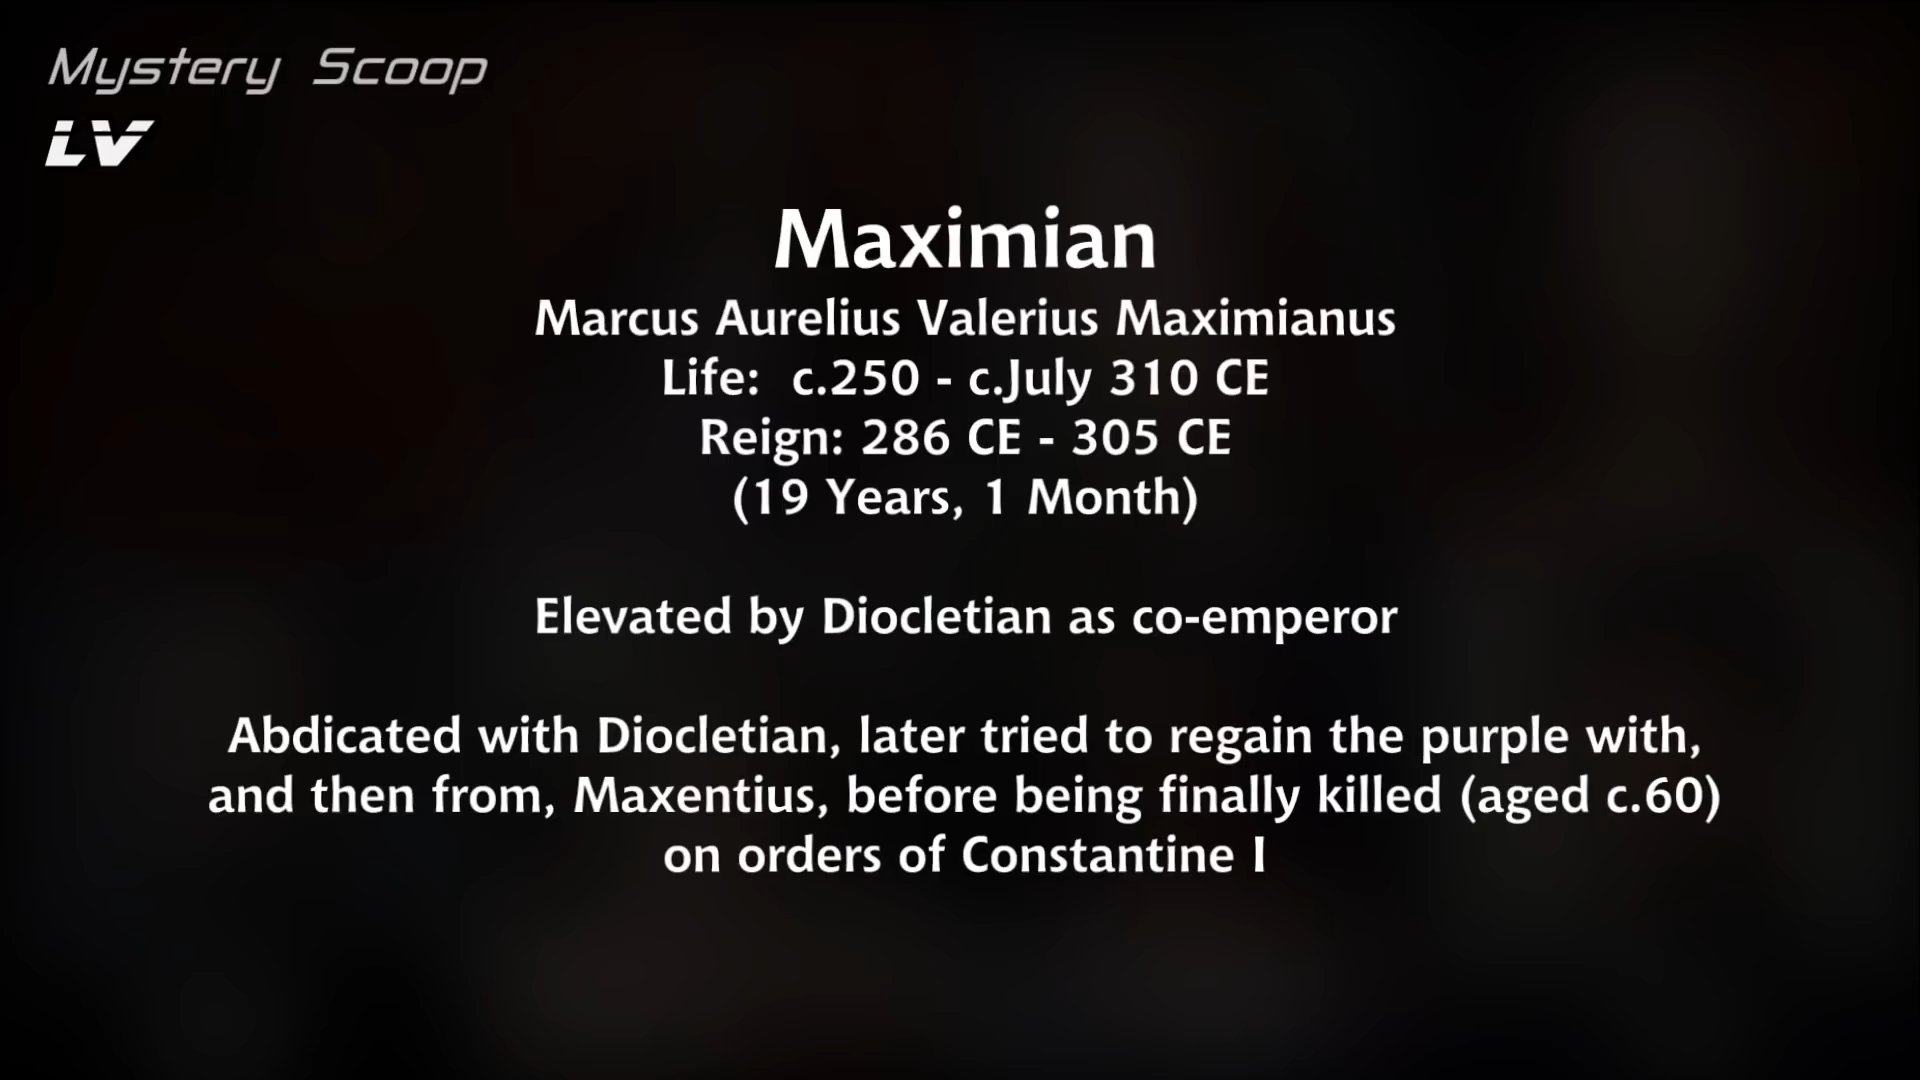 Mystery Scoop
LV
Maximian
Marcus Aurelius Valerius Maximianus
Life: c.250 - c.July 310 CE
Reign: 286 CE - 305 CE
(19 Years, 1 Month)
Elevated by Diocletian as co-emperor
Abdicated with Diocletian, later tried to regain the purple with,
and then from, Maxentius, before being finally killed (aged c.60)
on orders of Constantine I